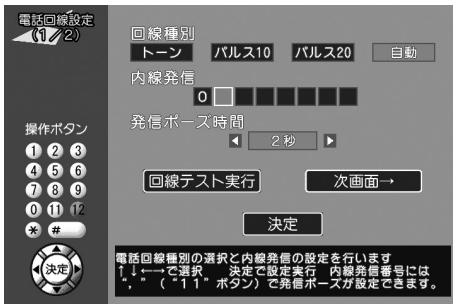 電話回線設定
(1/2)
回線種別
トーン パルス10 パルス20 自動
内線発信
0
発信ポーズ時間
2秒
操作ボタン
1 2 3
4 5 6
7 8 9
0 11 12
* #
決定
回線テスト実行 次画面→
決定
電話回線種別の選択と内線発信の設定を行います
↑↓←→で選択 決定で設定実行 内線発信番号には
“,”(“11”ボタン)で発信ポーズが設定できます。